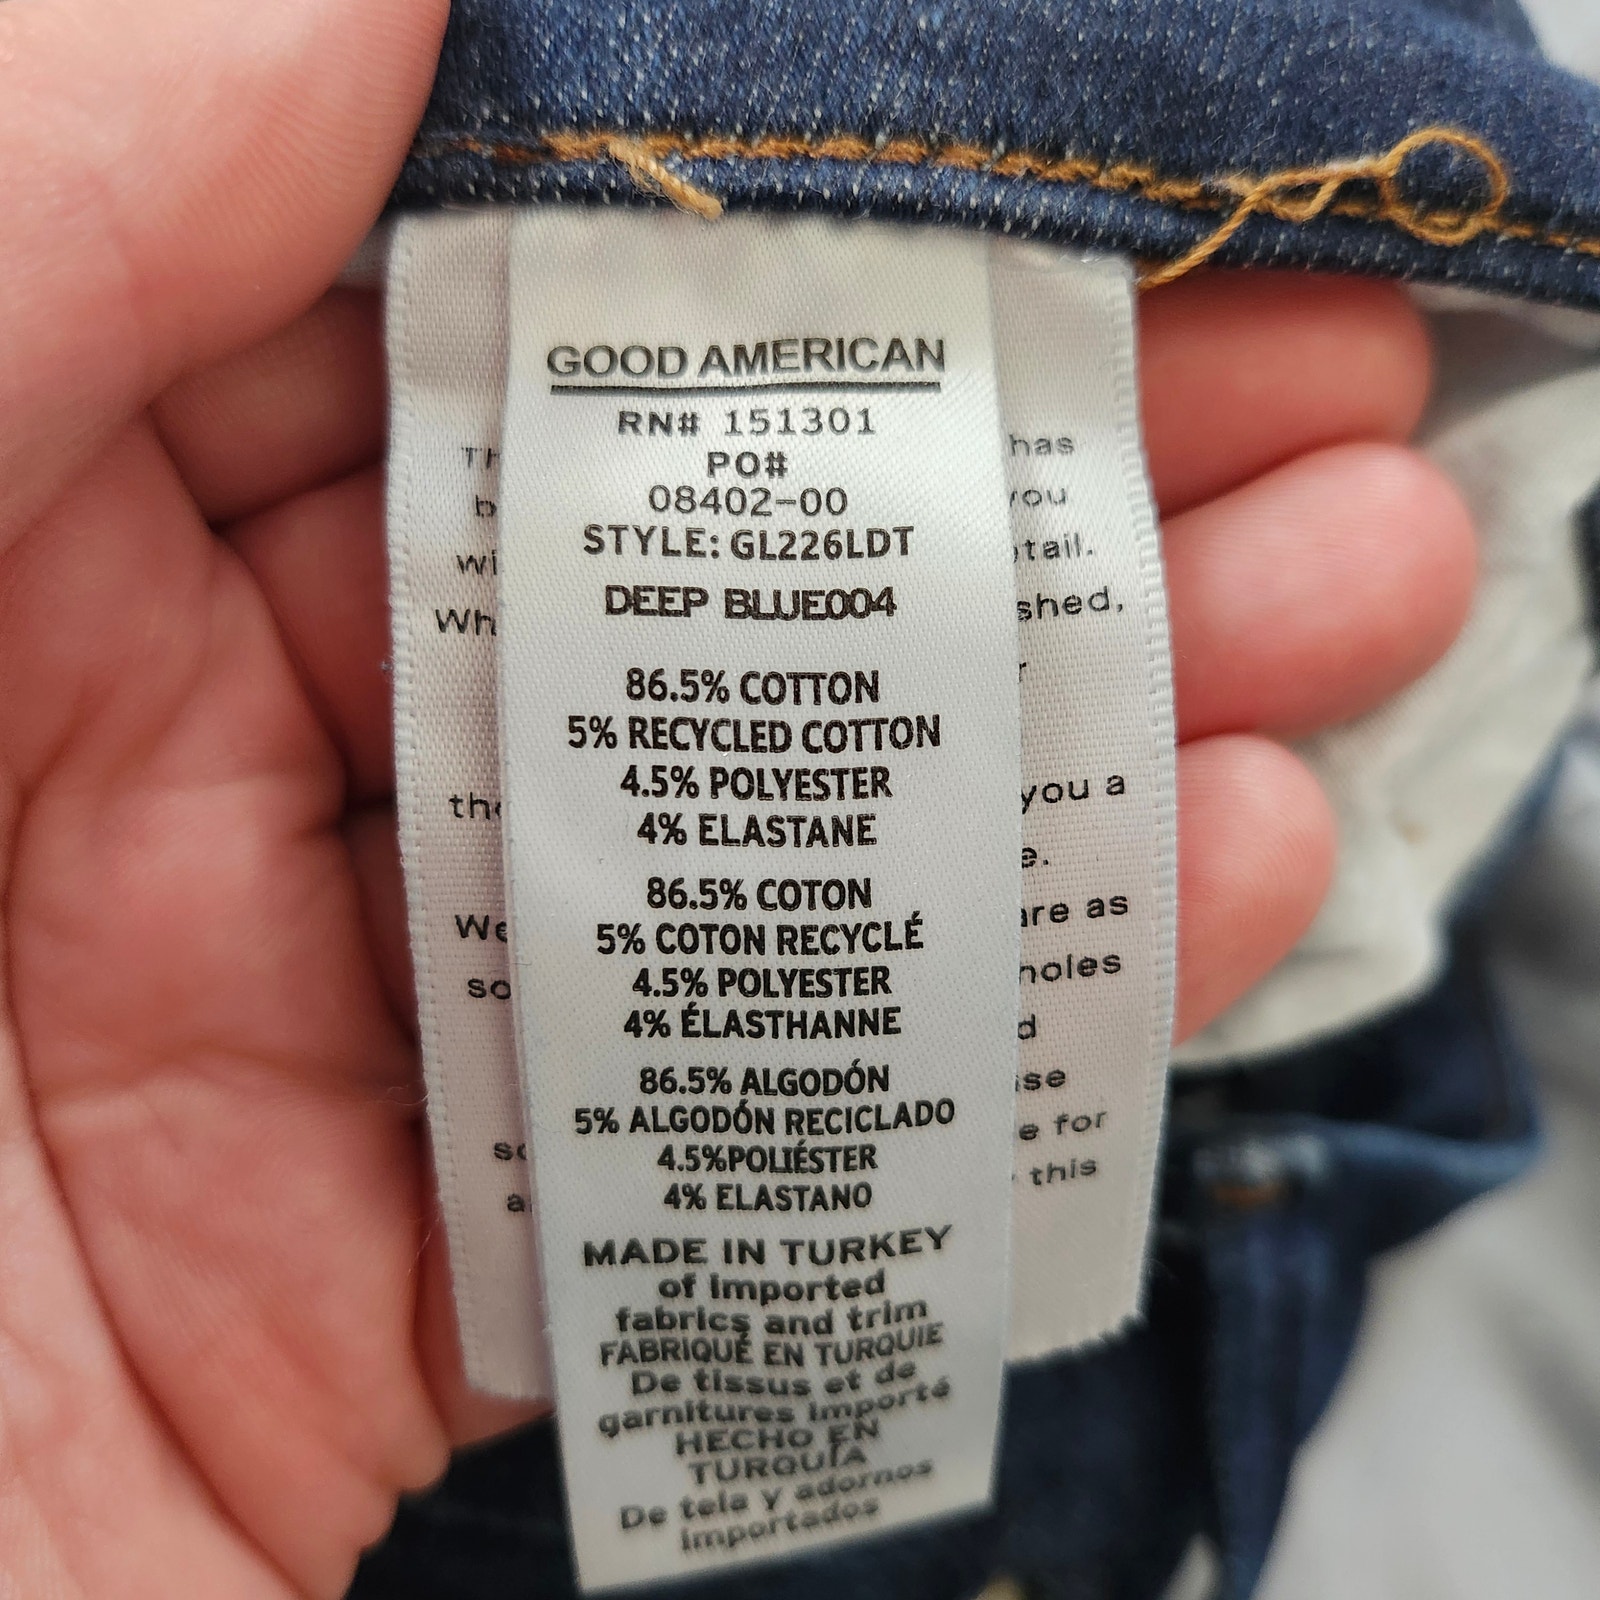 GOOD AMERICAN
RN# 151301
PO#
08402-00
STYLE: GL226LDT
DEEP BLUE004
86.5% COTTON
5% RECYCLED COTTON
4.5% POLYESTER
4% ELASTANE
86.5% COTON
5% COTON RECYCLÉ
4.5% POLYESTER
4% ÉLASTHANNE
86.5% ALGODÓN
5% ALGODÓN RECICLADO
4.5%POLIÉSTER
4% ELASTANO
MADE IN TURKEY
of Imported
fabrics and trim
FABRIQUÉ EN TURQUIE
De tissus et de
garnitures importé
HECHO EN
TURQUÍA
De tela y adornos
importados
has
you
shed,
you a
are as
holes
e for
this